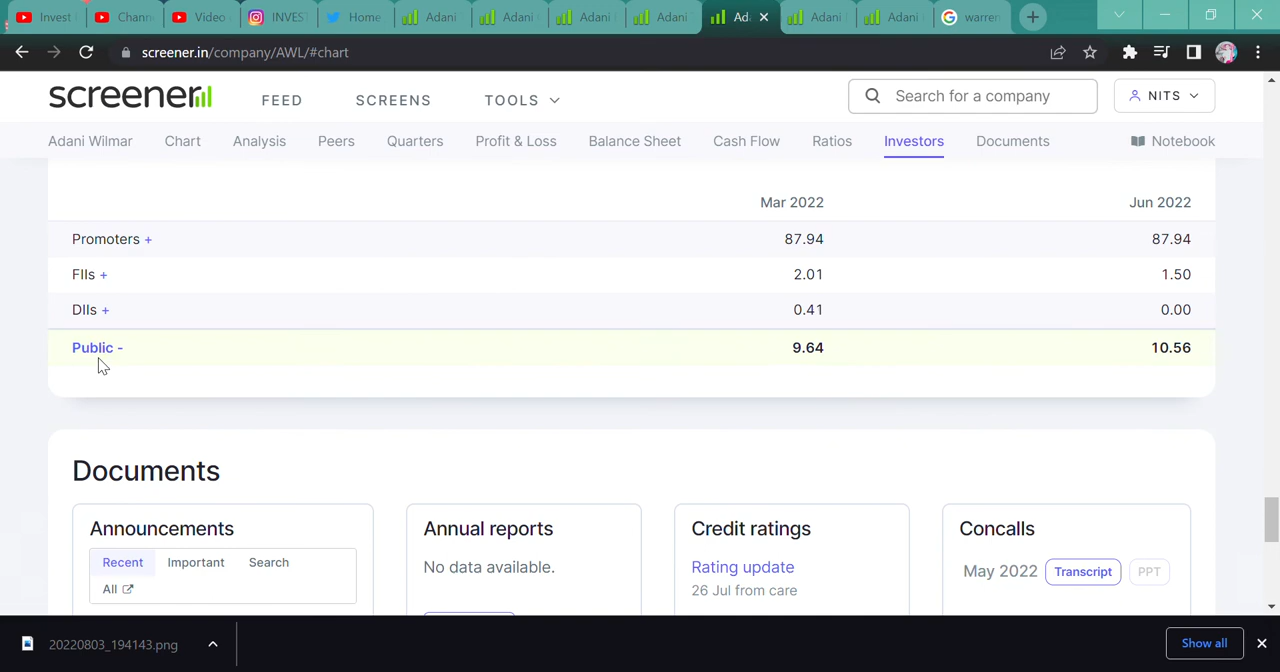 Invest
Chann
Video
INVES
Home
Adani
Adani
Adani
Adani
Ad
Adani
Adani
warren
screener.in/company/AWL/#chart
screener
FEED
SCREENS
TOOLS
Search for a company
NITS
Adani Wilmar
Chart
Analysis
Peers
Quarters
Profit & Loss
Balance Sheet
Cash Flow
Ratios
Investors
Documents
Notebook
Mar 2022 Jun 2022
Promoters + 87.94 87.94
FIIs + 2.01 1.50
DIIs + 0.41 0.00
Public - 9.64 10.56
Documents
Announcements
Recent Important Search
All
Annual reports
No data available.
Credit ratings
Rating update
26 Jul from care
Concalls
May 2022 Transcript PPT
20220803_194143.png
Show all